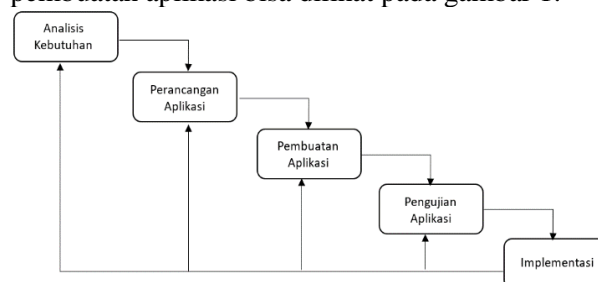 pembuatan aplikasi bisa dilihat pada gambar 1.
Analisis
Kebutuhan
Perancangan
Aplikasi
Pembuatan
Aplikasi
Pengujian
Aplikasi
Implementasi